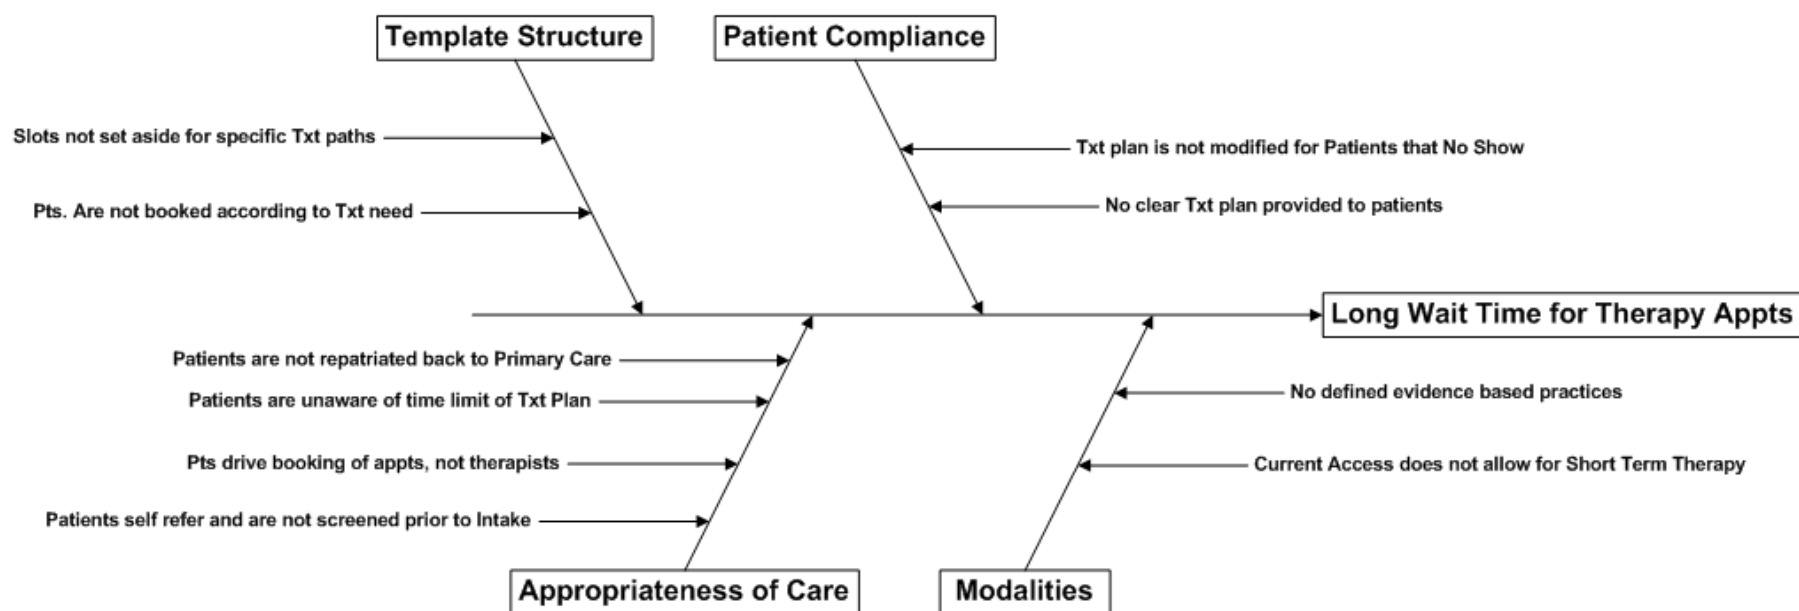 Template Structure
Patient Compliance
Slots not set aside for specific Txt paths
Txt plan is not modified for Patients that No Show
Pts. Are not booked according to Txt need
No clear Txt plan provided to patients
Long Wait Time for Therapy Appts
Patients are not repatriated back to Primary Care
No defined evidence based practices
Patients are unaware of time limit of Txt Plan
Pts drive booking of appts, not therapists
Current Access does not allow for Short Term Therapy
Patients self refer and are not screened prior to Intake
Appropriateness of Care
Modalities